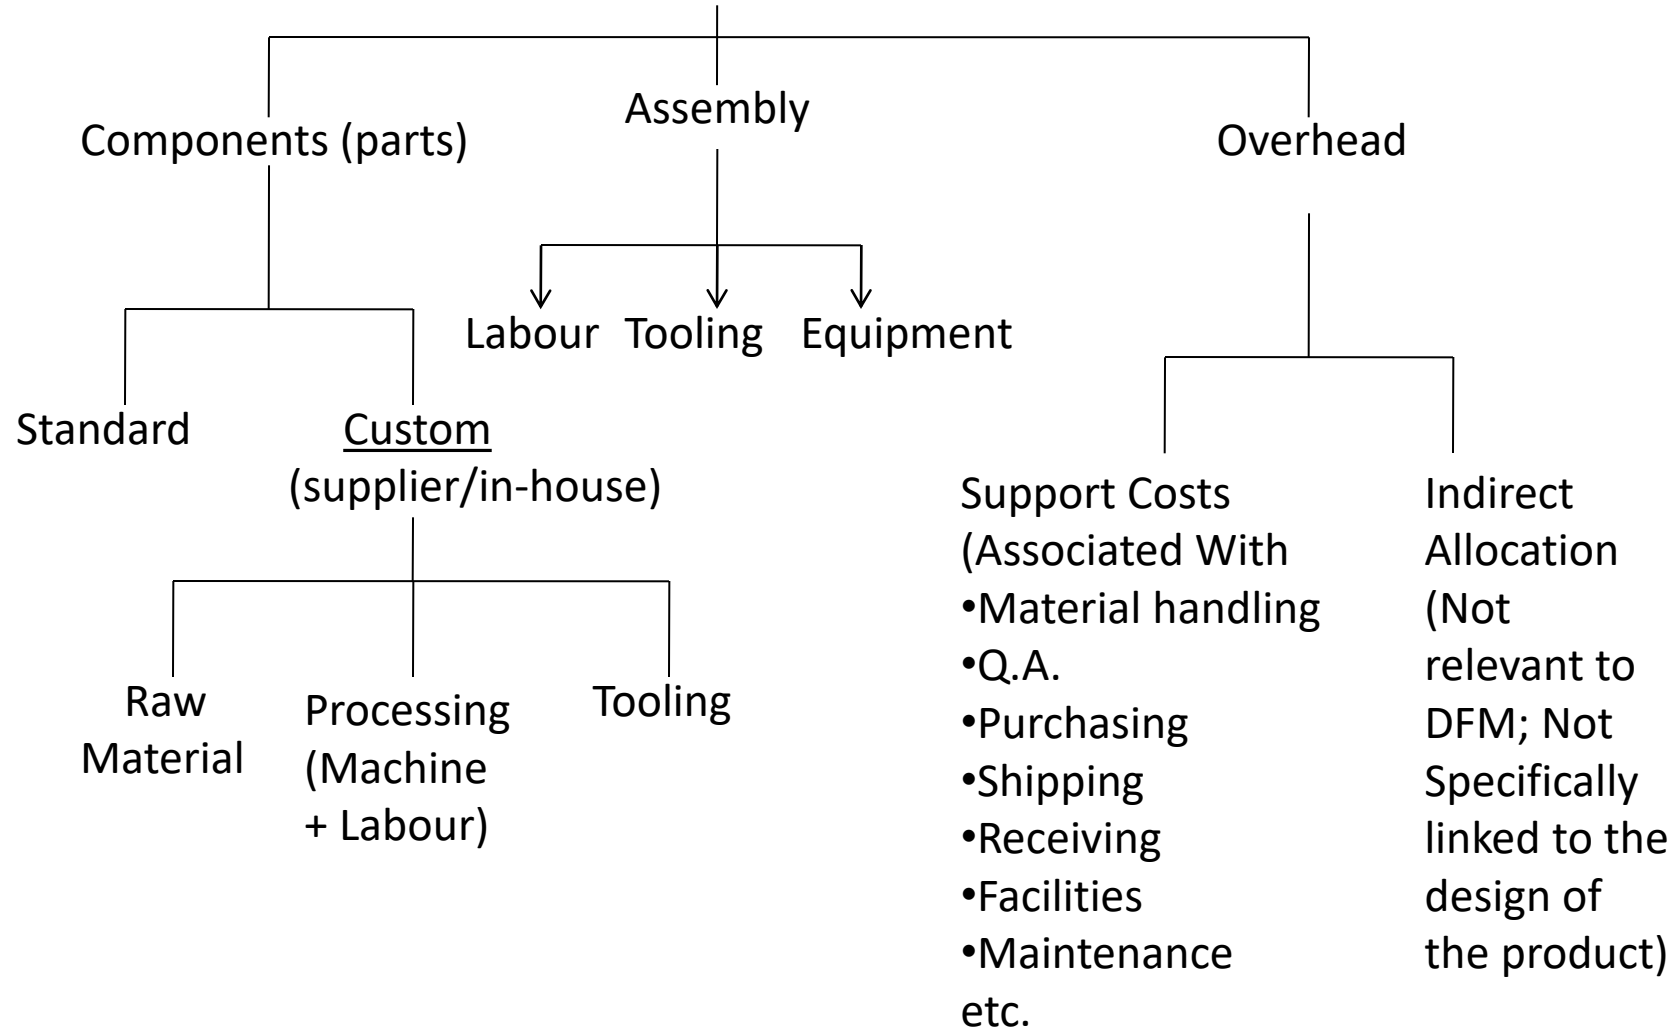 Assembly
Components (parts)
Overhead
Labour
Tooling
Equipment
Standard
Custom
(supplier/in-house)
Raw
Material
Processing
(Machine
+ Labour)
Tooling
Support Costs
(Associated With
•Material handling
•Q.A.
•Purchasing
•Shipping
•Receiving
•Facilities
•Maintenance
etc.
Indirect
Allocation
(Not
relevant to
DFM; Not
Specifically
linked to the
design of
the product)